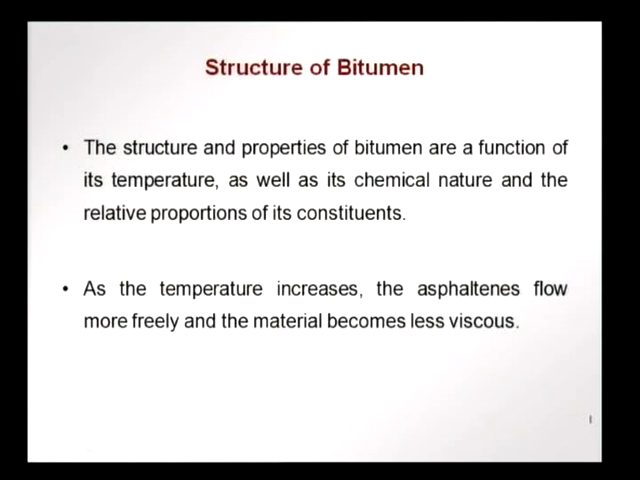 Structure of Bitumen
• The structure and properties of bitumen are a function of
its temperature, as well as its chemical nature and the
relative proportions of its constituents.
• As the temperature increases, the asphaltenes flow
more freely and the material becomes less viscous.